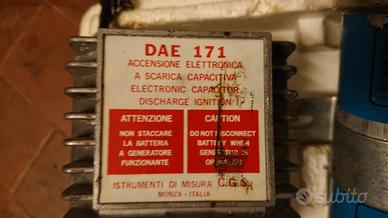 DAE 171
ACCENSIONE ELETTRONICA
A SCARICA CAPACITIVA
ELECTRONIC CAPACITOR
DISCHARGE IGNITION
ATTENZIONE
NON STACCARE
LA BATTERIA
A GENERATORE
FUNZIONANTE
CAUTION
DO NOT DISCONNECT
BATTERY WHEN
GENERATOR IS
ISTRUMENTI DI MISURA C.G.S.
MONZA - ITALIA
subito